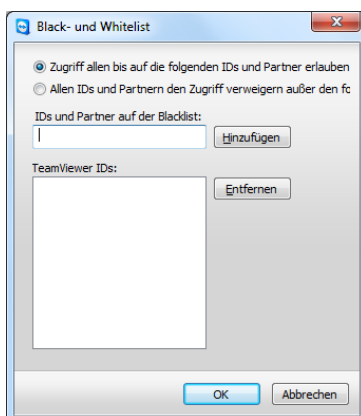 Black- und Whitelist
Zugriff allen bis auf die folgenden IDs und Partner erlauben
Allen IDs und Partnern den Zugriff verweigern außer den fo
IDs und Partner auf der Blacklist:
Hinzufügen
TeamViewer IDs:
Entfernen
OK Abbrechen